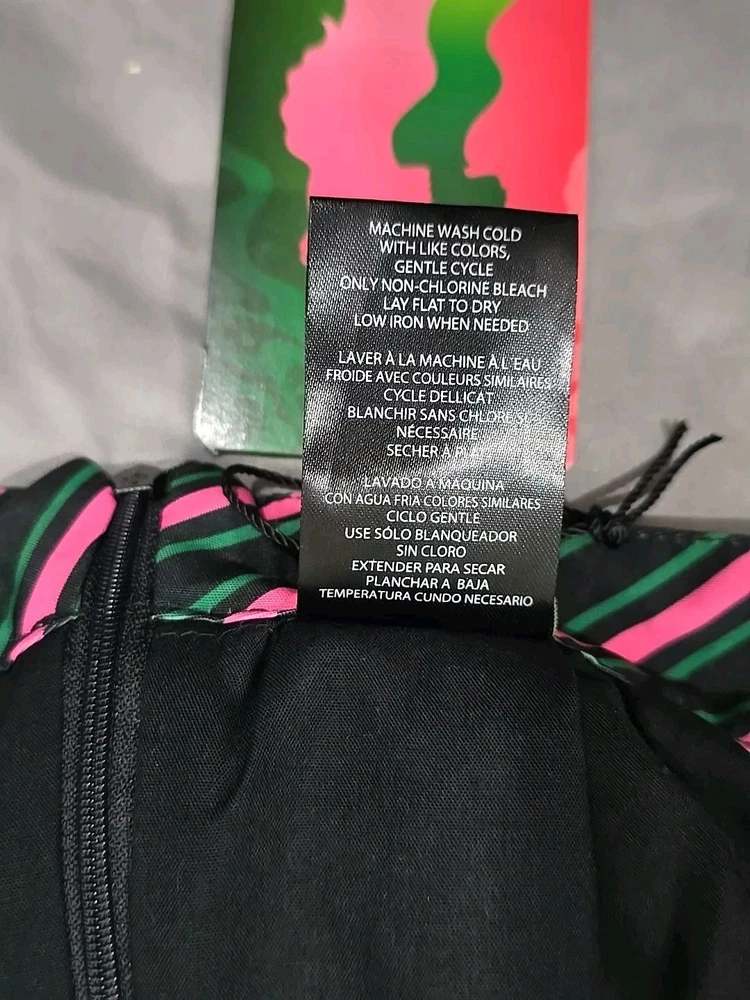 MACHINE WASH COLD
WITH LIKE COLORS,
GENTLE CYCLE
ONLY NON-CHLORINE BLEACH
LAY FLAT TO DRY
LOW IRON WHEN NEEDED
LAVER À LA MACHINE À L'EAU
FROIDE AVEC COULEURS SIMILAIRES
CYCLE DELLICAT
BLANCHIR SANS CHLORE SI
NÉCESSAIRE
SECHER À
LAVADO A MAQUINA
CON AGUA FRIA COLORES SIMILARES
CICLO GENTLE
USE SÓLO BLANQUEADOR
SIN CLORO
EXTENDER PARA SECAR
PLANCHAR A BAJA
TEMPERATURA CUNDO NECESARIO